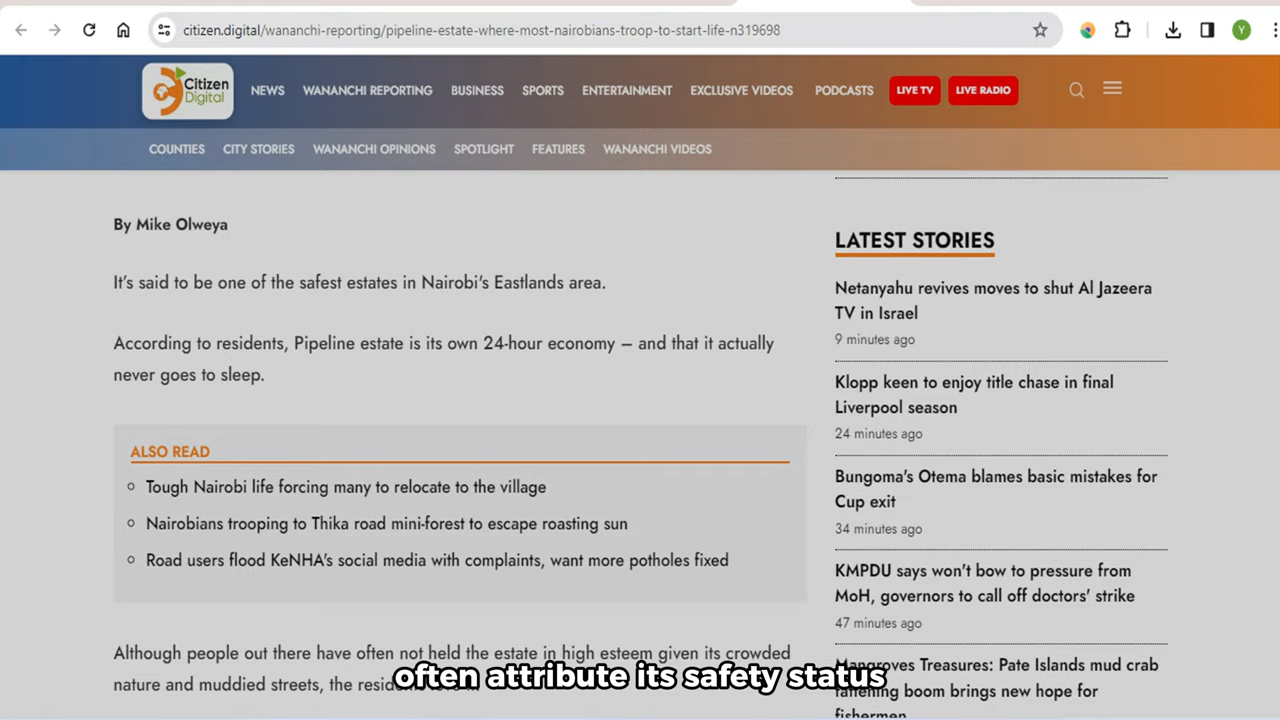 citizen.digital/wananchi-reporting/pipeline-estate-where-most-nairobians-troop-to-start-life-n319698
Y
Citizen
Digital
NEWS
WANANCHI REPORTING
BUSINESS
SPORTS
ENTERTAINMENT
EXCLUSIVE VIDEOS
PODCASTS
LIVE TV
LIVE RADIO
COUNTIES
CITY STORIES
WANANCHI OPINIONS
SPOTLIGHT
FEATURES
WANANCHI VIDEOS
By Mike Olweya
It's said to be one of the safest estates in Nairobi's Eastlands area.
According to residents, Pipeline estate is its own 24-hour economy – and that it actually
never goes to sleep.
ALSO READ
Tough Nairobi life forcing many to relocate to the village
Nairobians trooping to Thika road mini-forest to escape roasting sun
Road users flood KeNHA's social media with complaints, want more potholes fixed
Although people out there have often not held the estate in high esteem given its crowded
nature and muddied streets, the
often attribute its safety status
LATEST STORIES
Netanyahu revives moves to shut Al Jazeera
TV in Israel
9 minutes ago
Klopp keen to enjoy title chase in final
Liverpool season
24 minutes ago
Bungoma's Otema blames basic mistakes for
Cup exit
34 minutes ago
KMPDU says won't bow to pressure from
MoH, governors to call off doctors' strike
47 minutes ago
Mangroves Treasures: Pate Islands mud crab
fattening boom brings new hope for
fishermen